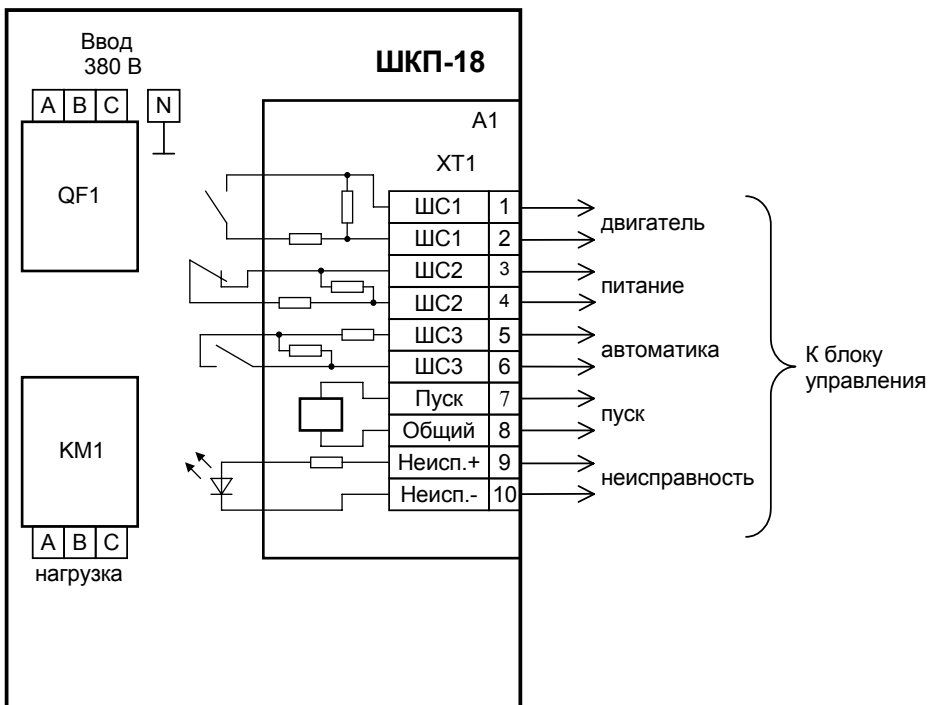 Ввод
380 В
ШКП-18
A B C N
QF1
A1
XT1
ШС1 1
ШС1 2
ШС2 3
ШС2 4
ШС3 5
ШС3 6
Пуск 7
Общий 8
Неисп.+ 9
Неисп.- 10
двигатель
питание
автоматика
пуск
неисправность
К блоку
управления
KM1
A B C
нагрузка